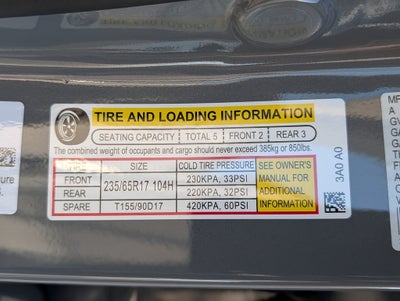 TIRE AND LOADING INFORMATION
SEATING CAPACITY TOTAL 5 FRONT 2 REAR 3
The combined weight of occupants and cargo should never exceed 385kg or 850lbs.
SIZE COLD TIRE PRESSURE SEE OWNER'S MANUAL FOR ADDITIONAL INFORMATION
FRONT 235/65R17 104H 230KPA, 33PSI
REAR 220KPA, 32PSI
SPARE T155/90D17 420KPA, 60PSI
3A0 A0